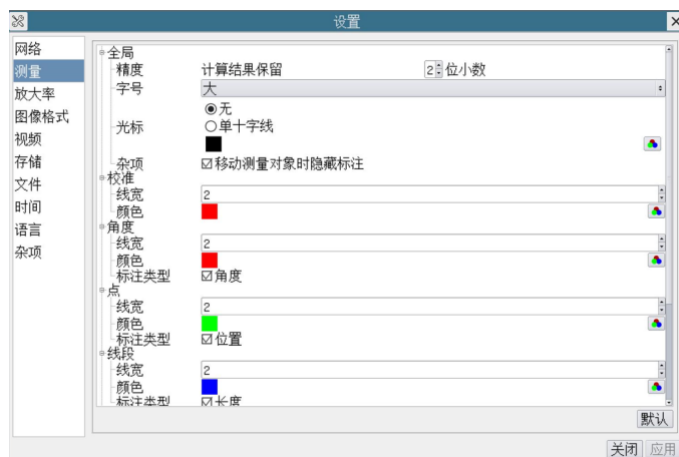 设置
网络
测量
放大率
图像格式
视频
存储
文件
时间
语言
杂项
全局
精度 计算结果保留 2 位小数
字号 大
光标 无
单十字线
杂项 移动测量对象时隐藏标注
校准
线宽 2
颜色
角度
线宽 2
颜色
标注类型 角度
点
线宽 2
颜色
标注类型 位置
线段
线宽 2
颜色
标注类型 长度
默认
关闭 应用